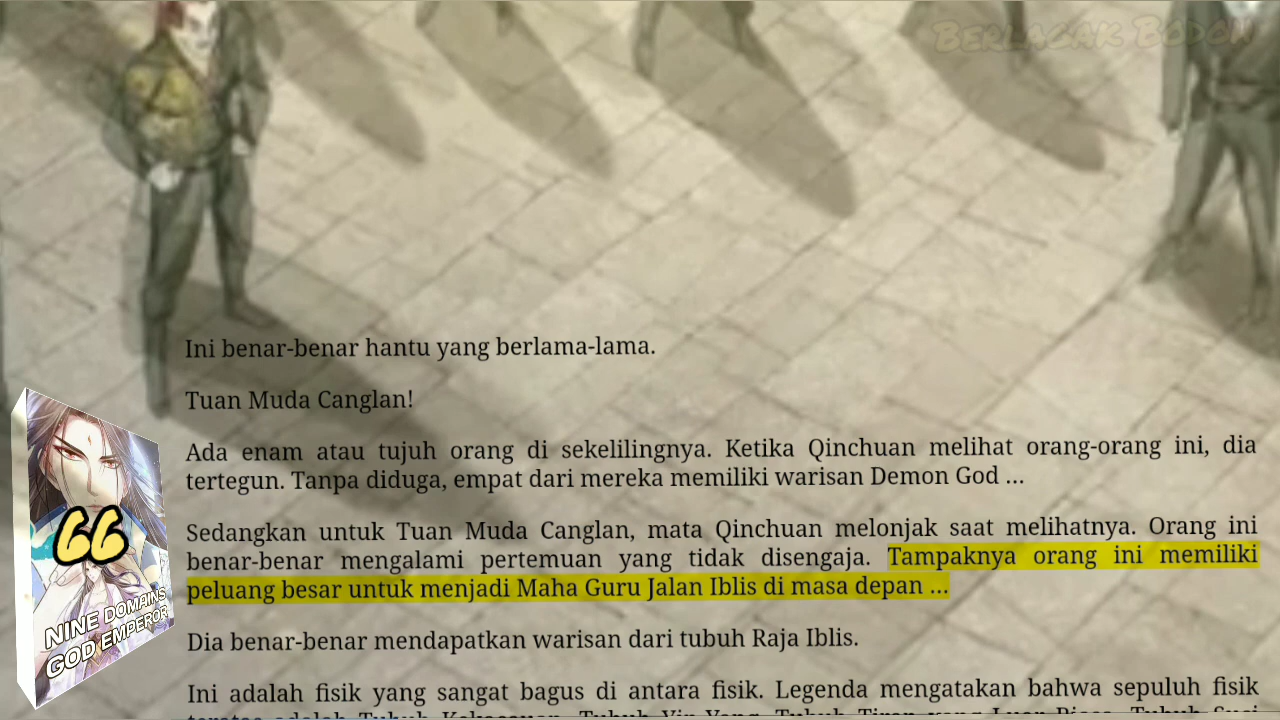 BERLAGAK BODOH
Ini benar-benar hantu yang berlama-lama.
Tuan Muda Canglan!
Ada enam atau tujuh orang di sekelilingnya. Ketika Qinchuan melihat orang-orang ini, dia
tertegun. Tanpa diduga, empat dari mereka memiliki warisan Demon God ...
Sedangkan untuk Tuan Muda Canglan, mata Qinchuan melonjak saat melihatnya. Orang ini
benar-benar mengalami pertemuan yang tidak disengaja. Tampaknya orang ini memiliki
peluang besar untuk menjadi Maha Guru Jalan Iblis di masa depan ...
Dia benar-benar mendapatkan warisan dari tubuh Raja Iblis.
Ini adalah fisik yang sangat bagus di antara fisik. Legenda mengatakan bahwa sepuluh fisik
66
NINE DOMAINS
GOD EMPEROR